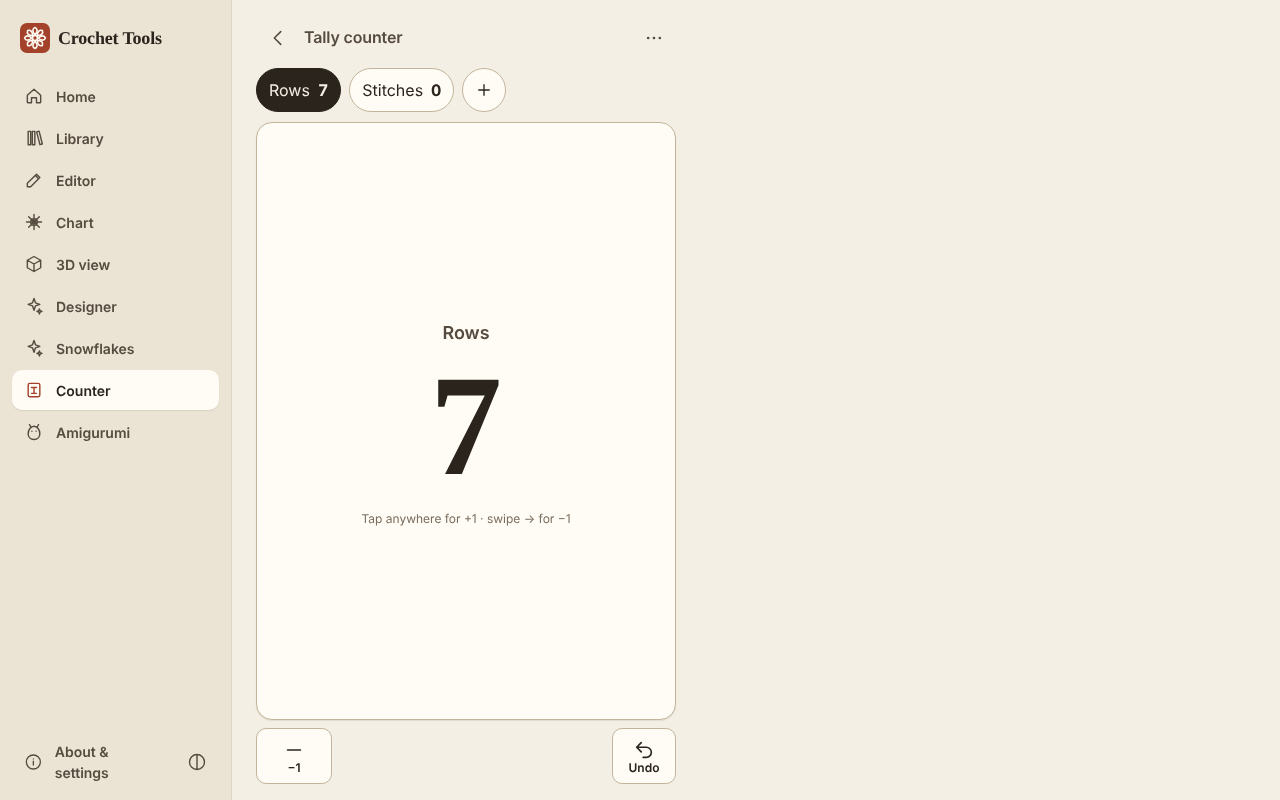 Crochet Tools
Home
Library
Editor
Chart
3D view
Designer
Snowflakes
Counter
Amigurumi
About &
settings
Tally counter
Rows 7
Stitches 0
Rows
7
Tap anywhere for +1 · swipe → for −1
−1
Undo